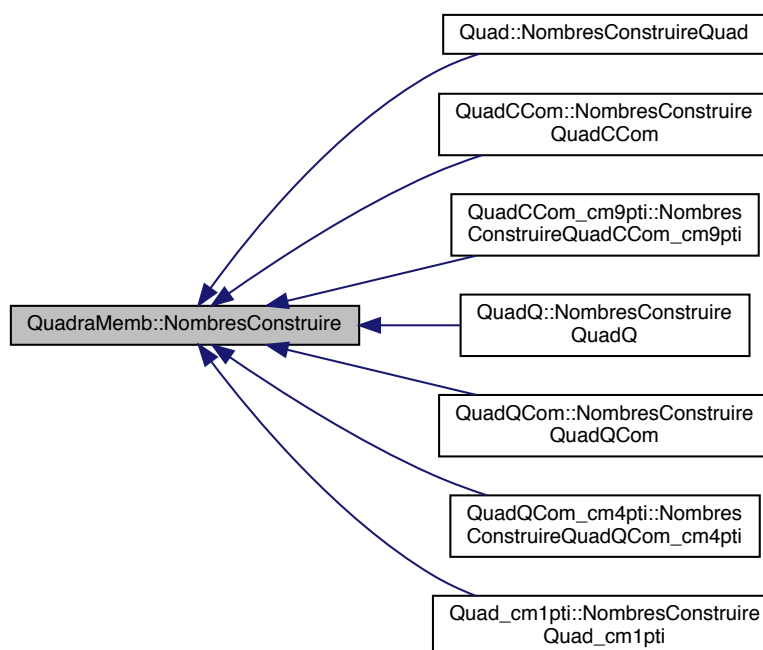 Quad::NombresConstruireQuad
QuadCCom::NombresConstruire
QuadCCom
QuadCCom_cm9pti::Nombres
ConstruireQuadCCom_cm9pti
QuadraMemb::NombresConstruire
QuadQ::NombresConstruire
QuadQ
QuadQCom::NombresConstruire
QuadQCom
QuadQCom_cm4pti::Nombres
ConstruireQuadQCom_cm4pti
Quad_cm1pti::NombresConstruire
Quad_cm1pti